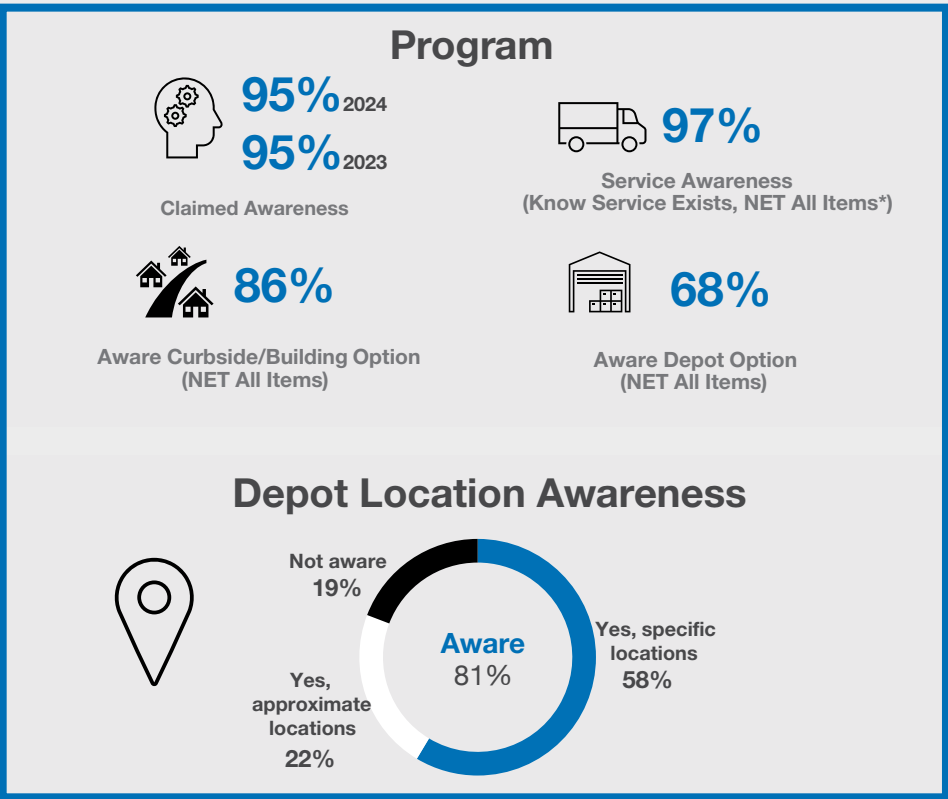 Program
95% 2024
95% 2023
Claimed Awareness
97%
Service Awareness
(Know Service Exists, NET All Items*)
86%
Aware Curbside/Building Option
(NET All Items)
68%
Aware Depot Option
(NET All Items)
Depot Location Awareness
Not aware
19%
Aware
81%
Yes, specific
locations
58%
Yes,
approximate
locations
22%